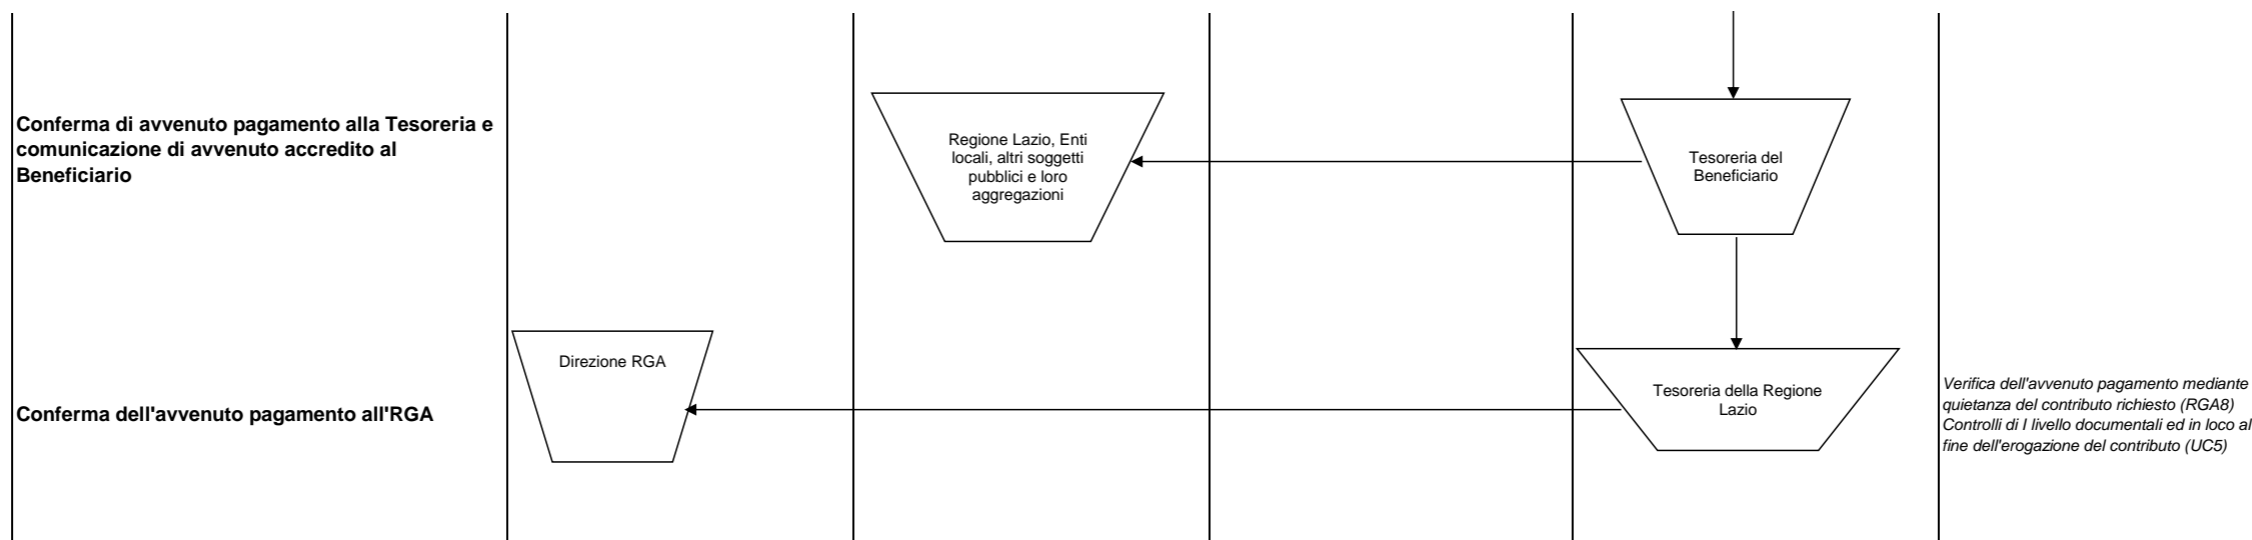 Conferma di avvenuto pagamento alla Tesoreria e
comunicazione di avvenuto accredito al
Beneficiario
Regione Lazio, Enti
locali, altri soggetti
pubblici e loro
aggregazioni
Tesoreria del
Beneficiario
Conferma dell'avvenuto pagamento all'RGA
Direzione RGA
Tesoreria della Regione
Lazio
Verifica dell'avvenuto pagamento mediante
quietanza del contributo richiesto (RGA8)
Controlli di I livello documentali ed in loco al
fine dell'erogazione del contributo (UC5)